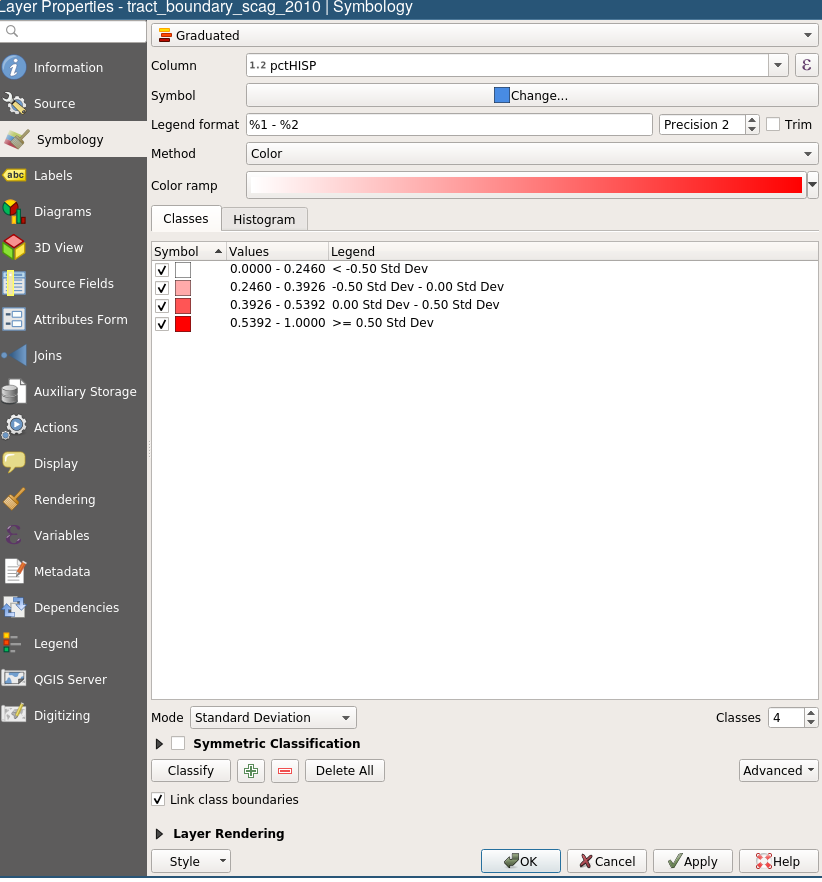 Layer Properties - tract_boundary_scag_2010 | Symbology
Information
Source
Symbology
abc Labels
Diagrams
3D View
Source Fields
Attributes Form
Joins
Auxiliary Storage
Actions
Display
Rendering
Variables
Metadata
Dependencies
Legend
QGIS Server
Digitizing
Graduated
Column 1.2 pctHISP ε
Symbol Change...
Legend format %1 - %2 Precision 2 Trim
Method Color
Color ramp
Classes Histogram
Symbol Values Legend
0.0000 - 0.2460 < -0.50 Std Dev
0.2460 - 0.3926 -0.50 Std Dev - 0.00 Std Dev
0.3926 - 0.5392 0.00 Std Dev - 0.50 Std Dev
0.5392 - 1.0000 >= 0.50 Std Dev
Mode Standard Deviation Classes 4
Symmetric Classification
Classify Delete All Advanced
Link class boundaries
Layer Rendering
Style OK Cancel Apply Help